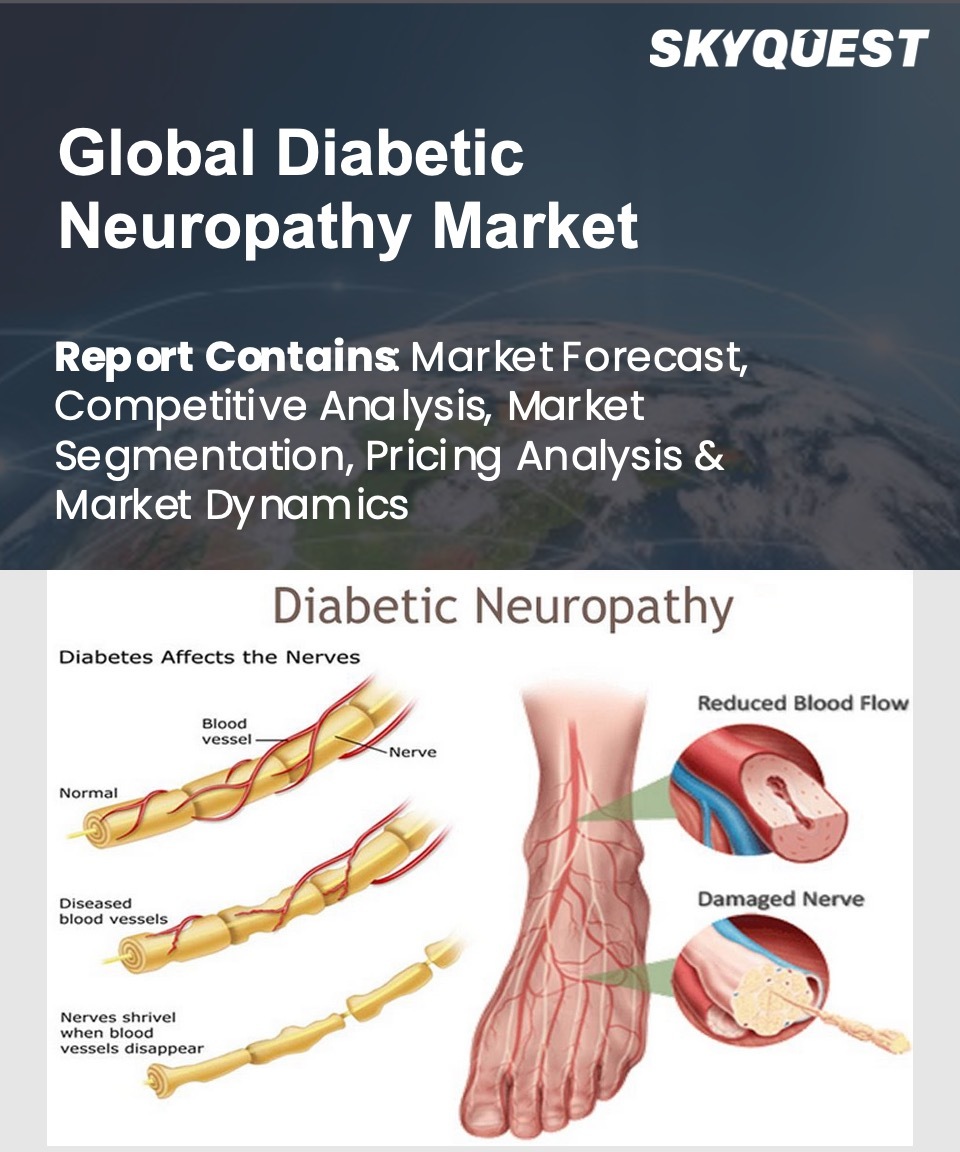 SKYQUEST
Global Diabetic
Neuropathy Market
Report Contains: Market Forecast,
Competitive Analysis, Market
Segmentation, Pricing Analysis &
Market Dynamics
Diabetic Neuropathy
Diabetes Affects the Nerves
Blood
vessel
Nerve
Normal
Diseased
blood vessels
Nerves shrivel
when blood
vessels disappear
Reduced Blood Flow
Damaged Nerve